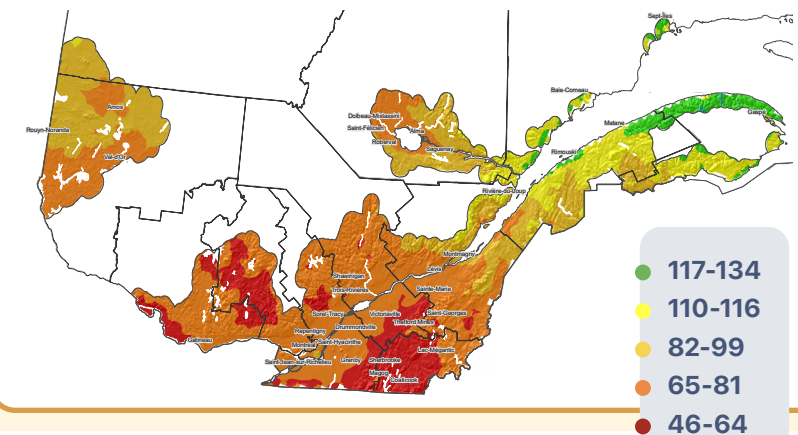 Sept-Îles
Baie-Comeau
Amos
Dolbeau-Mistassini
Matane
Gaspé
Saint-Félicien
Alma
Rouyn-Noranda
Roberval
Saguenay
Rimouski
Val-d'Or
Rivière-du-Loup
Montmagny
Lévis
Shawinigan
Trois-Rivières
Sainte-Marie
Sorel-Tracy
Victoriaville
Saint-Georges
Thetford Mines
Drummondville
Repentigny
Gatineau
Montréal
Saint-Hyacinthe
Lac-Mégantic
Saint-Jean-sur-Richelieu
Granby
Sherbrooke
Magog
Coaticook
117-134
110-116
82-99
65-81
46-64